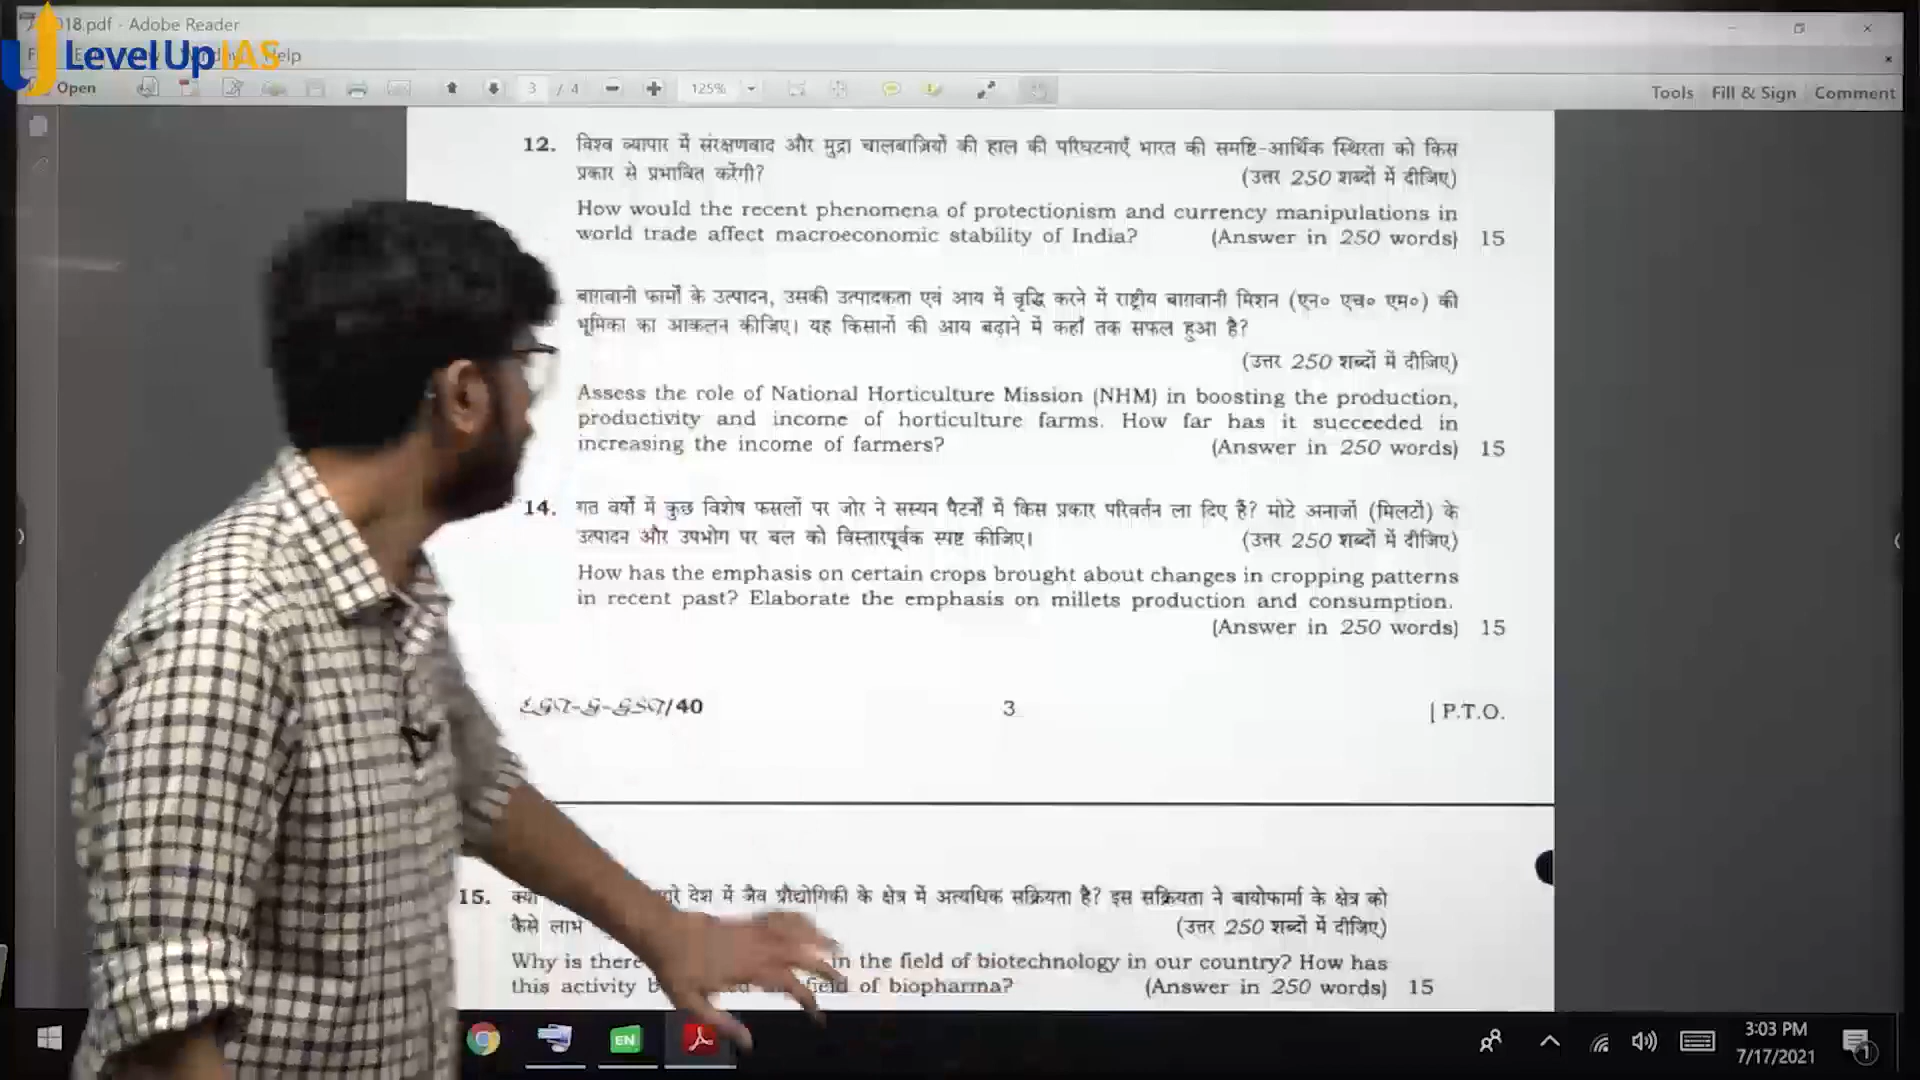 018.pdf - Adobe Reader
LevelUp IAS
Help
Open
3 / 4
125%
Tools Fill & Sign Comment
12. विश्व व्यापार में संरक्षणवाद और मुद्रा चालबाज़ियों की हाल की परिघटनाएँ भारत की समष्टि-आर्थिक स्थिरता को किस
प्रकार से प्रभावित करेंगी? (उत्तर 250 शब्दों में दीजिए)
How would the recent phenomena of protectionism and currency manipulations in
world trade affect macroeconomic stability of India? (Answer in 250 words) 15
बाग़वानी फार्मों के उत्पादन, उसकी उत्पादकता एवं आय में वृद्धि करने में राष्ट्रीय बाग़वानी मिशन (एन० एच० एम०) की
भूमिका का आकलन कीजिए। यह किसानों की आय बढ़ाने में कहाँ तक सफल हुआ है?
(उत्तर 250 शब्दों में दीजिए)
Assess the role of National Horticulture Mission (NHM) in boosting the production,
productivity and income of horticulture farms. How far has it succeeded in
increasing the income of farmers? (Answer in 250 words) 15
14. गत वर्षों में कुछ विशेष फसलों पर जोर ने सस्यन पैटर्नों में किस प्रकार परिवर्तन ला दिए हैं? मोटे अनाजों (मिलटों) के
उत्पादन और उपभोग पर बल को विस्तारपूर्वक स्पष्ट कीजिए। (उत्तर 250 शब्दों में दीजिए)
How has the emphasis on certain crops brought about changes in cropping patterns
in recent past? Elaborate the emphasis on millets production and consumption.
(Answer in 250 words) 15
/40 3 [ P.T.O.
15. देश में जैव प्रौद्योगिकी के क्षेत्र में अत्यधिक सक्रियता है? इस सक्रियता ने बायोफार्मा के क्षेत्र को
कैसे लाभ (उत्तर 250 शब्दों में दीजिए)
Why is there in the field of biotechnology in our country? How has
this activity field of biopharma? (Answer in 250 words) 15
EN
3:03 PM
7/17/2021
1